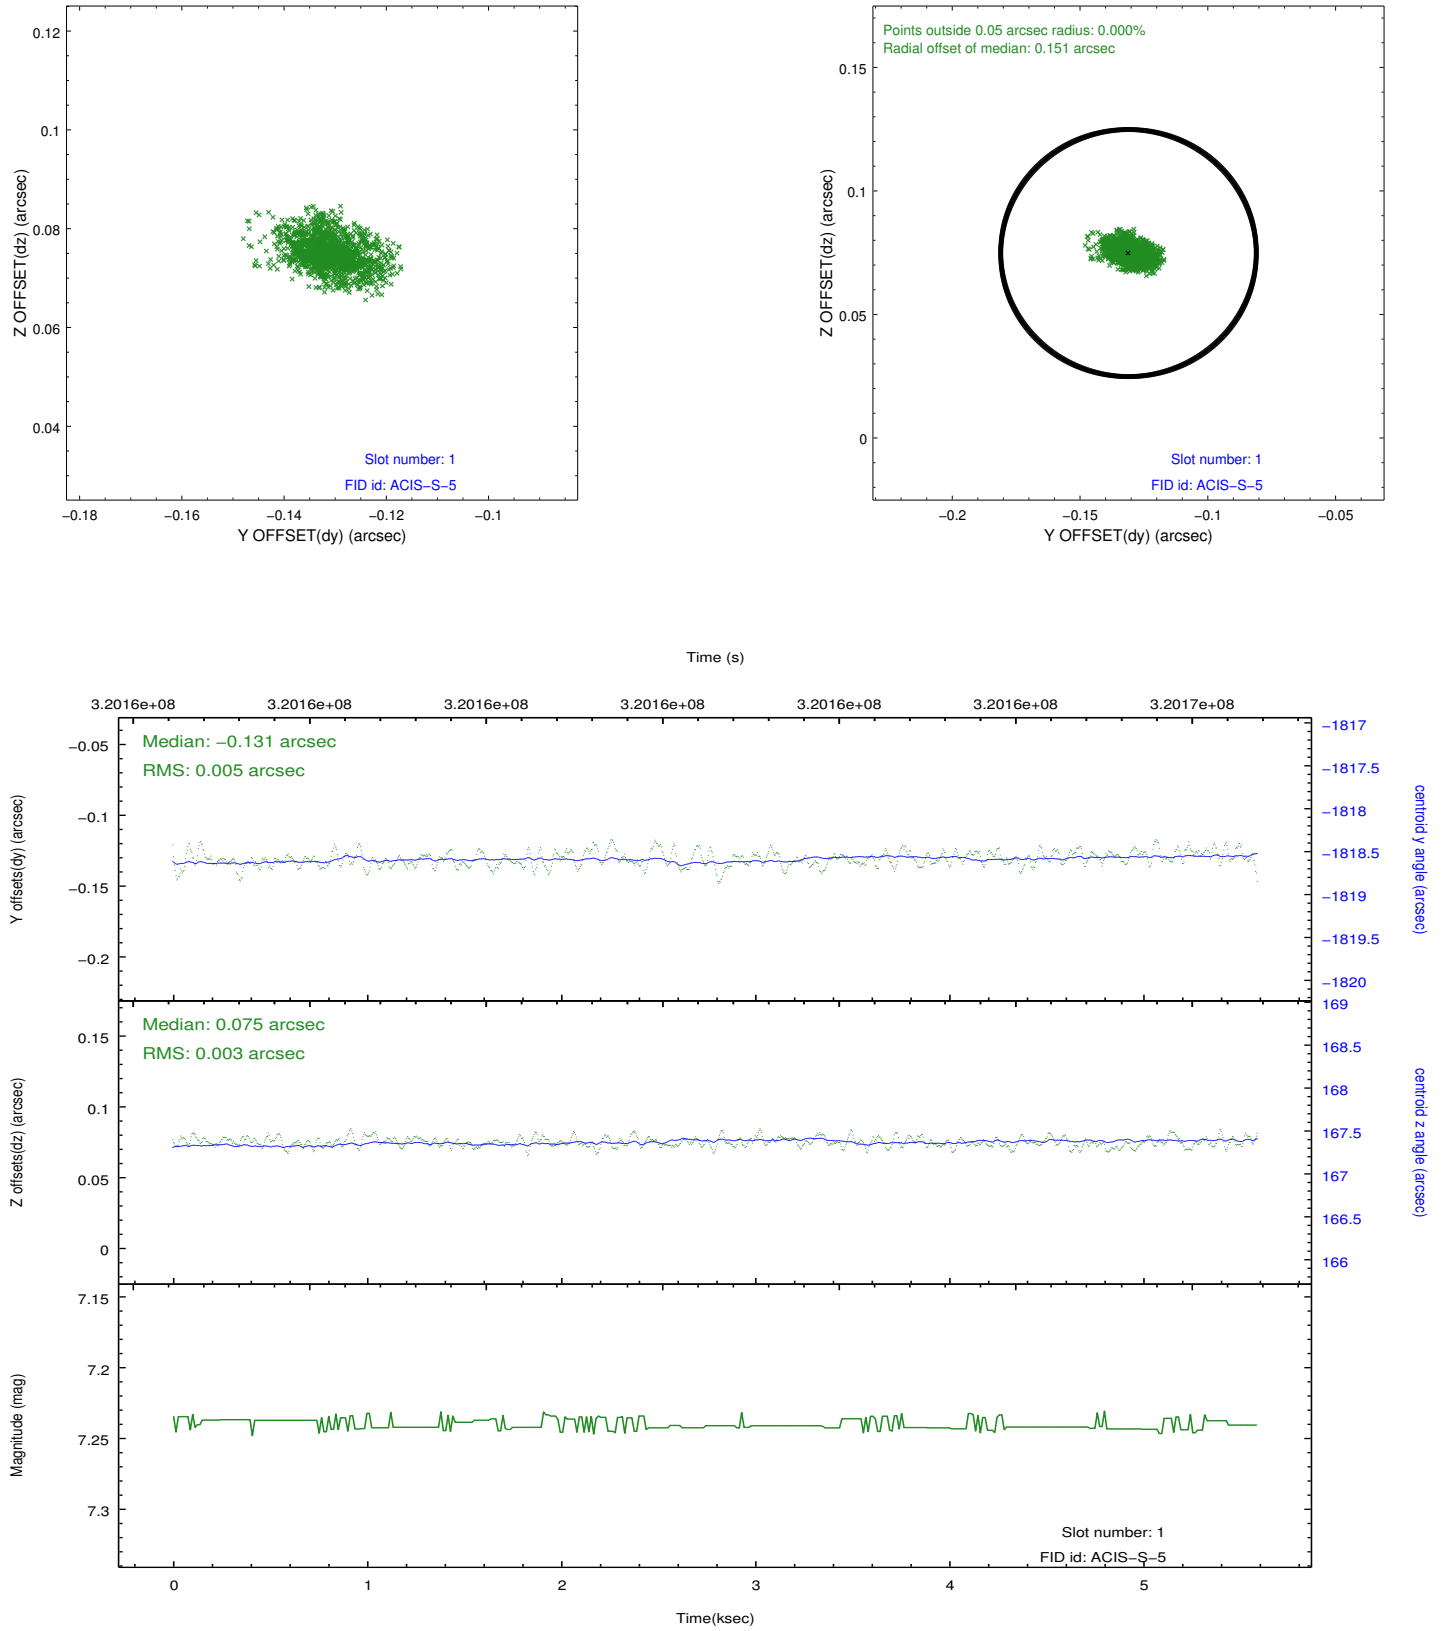 0.12
0.1
0.08
0.06
0.04
Z OFFSET(dz) (arcsec)
Slot number: 1
FID id: ACIS−S−5
−0.18 −0.16 −0.14 −0.12 −0.1
Y OFFSET(dy) (arcsec)
Points outside 0.05 arcsec radius: 0.000%
Radial offset of median: 0.151 arcsec
0.15
0.1
0.05
0
Z OFFSET(dz) (arcsec)
Slot number: 1
FID id: ACIS−S−5
−0.2 −0.15 −0.1 −0.05
Y OFFSET(dy) (arcsec)
Time (s)
3.2016e+08 3.2016e+08 3.2016e+08 3.2016e+08 3.2016e+08 3.2016e+08 3.2017e+08
Median: −0.131 arcsec
RMS: 0.005 arcsec
−0.05
−0.1
−0.15
−0.2
Y offsets(dy) (arcsec)
−1817
−1817.5
−1818
−1818.5
−1819
−1819.5
−1820
centroid y angle (arcsec)
Median: 0.075 arcsec
RMS: 0.003 arcsec
0.15
0.1
0.05
0
Z offsets(dz) (arcsec)
169
168.5
168
167.5
167
166.5
166
centroid z angle (arcsec)
7.15
7.2
7.25
7.3
Magnitude (mag)
Slot number: 1
FID id: ACIS−S−5
0 1 2 3 4 5
Time(ksec)